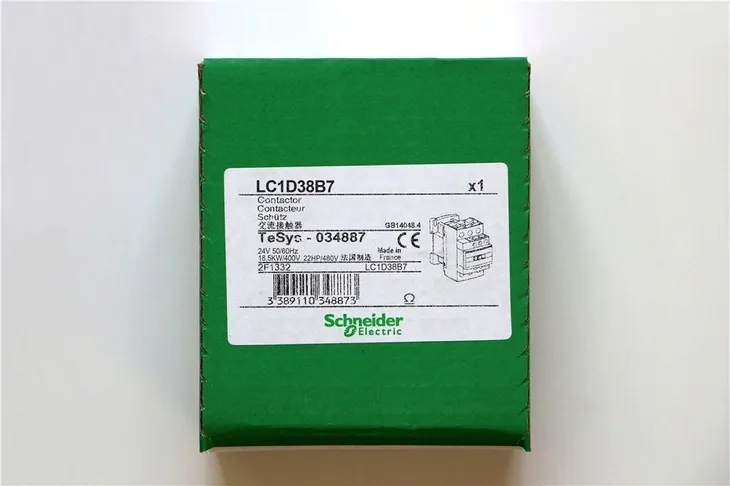 LC1D38B7 x1
Contactor
Contacteur
Schütz
交流接触器 GB14048.4
TeSys - 034887 CE
24V 50/60Hz Made in
18,5KW/400V 22HP/480V 法国制造 France
2F1332 LC1D38B7
3 389110 348873
Schneider
Electric